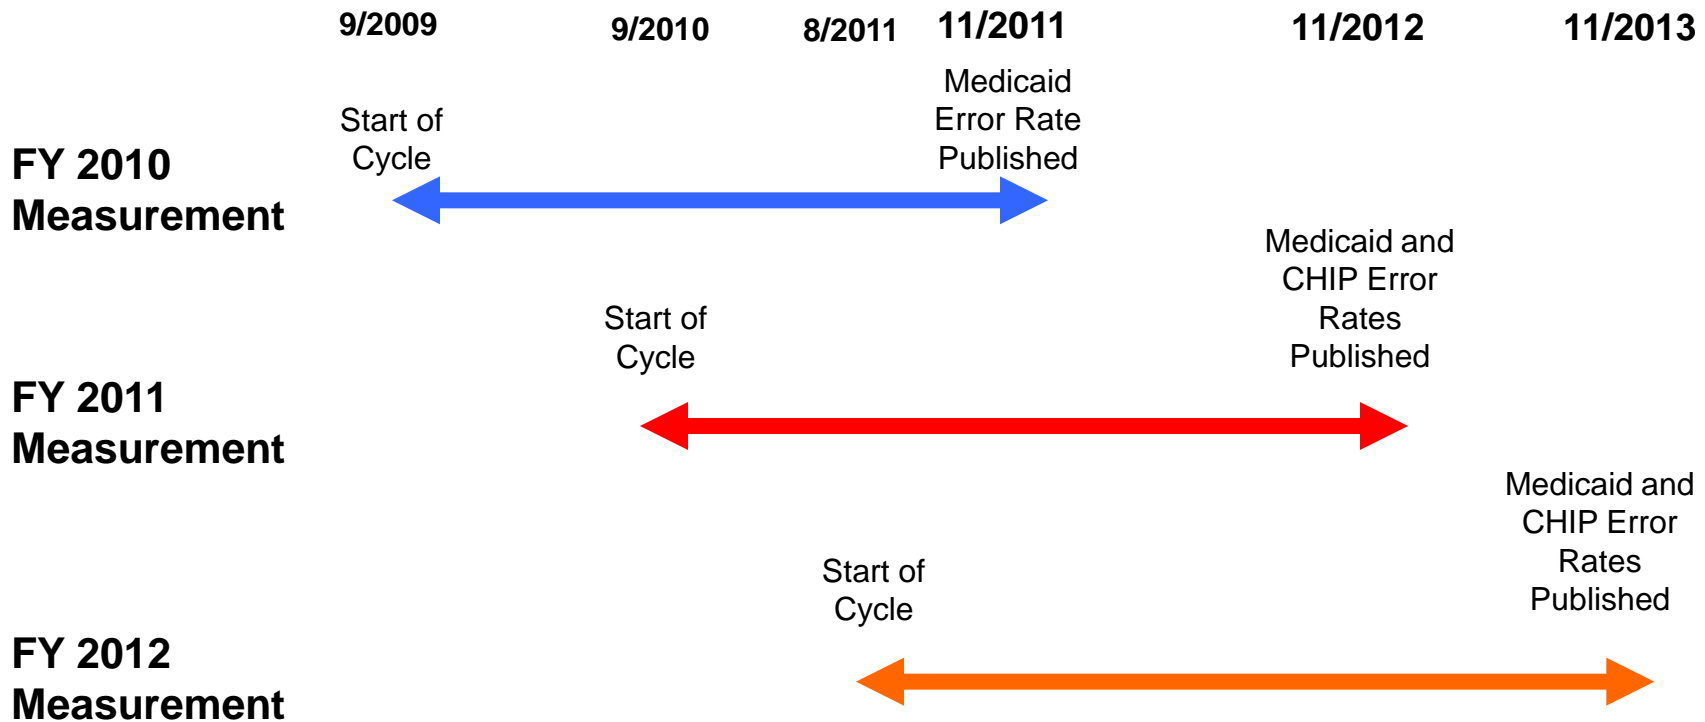 9/2009
9/2010
8/2011
11/2011
11/2012
11/2013
FY 2010
Measurement
Start of
Cycle
Medicaid
Error Rate
Published
FY 2011
Measurement
Start of
Cycle
Medicaid and
CHIP Error
Rates
Published
FY 2012
Measurement
Start of
Cycle
Medicaid and
CHIP Error
Rates
Published